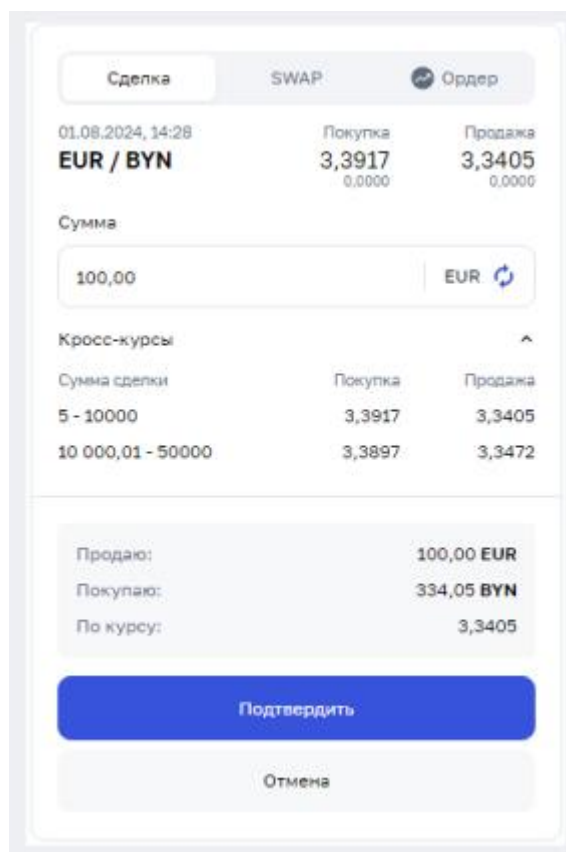 Сделка SWAP Ордер
01.08.2024, 14:28 Покупка Продажа
EUR / BYN 3,3917 3,3405
0,0000 0,0000
Сумма
100,00 EUR
Кросс-курсы
Сумма сделки Покупка Продажа
5 - 10000 3,3917 3,3405
10 000,01 - 50000 3,3897 3,3472
Продаю: 100,00 EUR
Покупаю: 334,05 BYN
По курсу: 3,3405
Подтвердить
Отмена